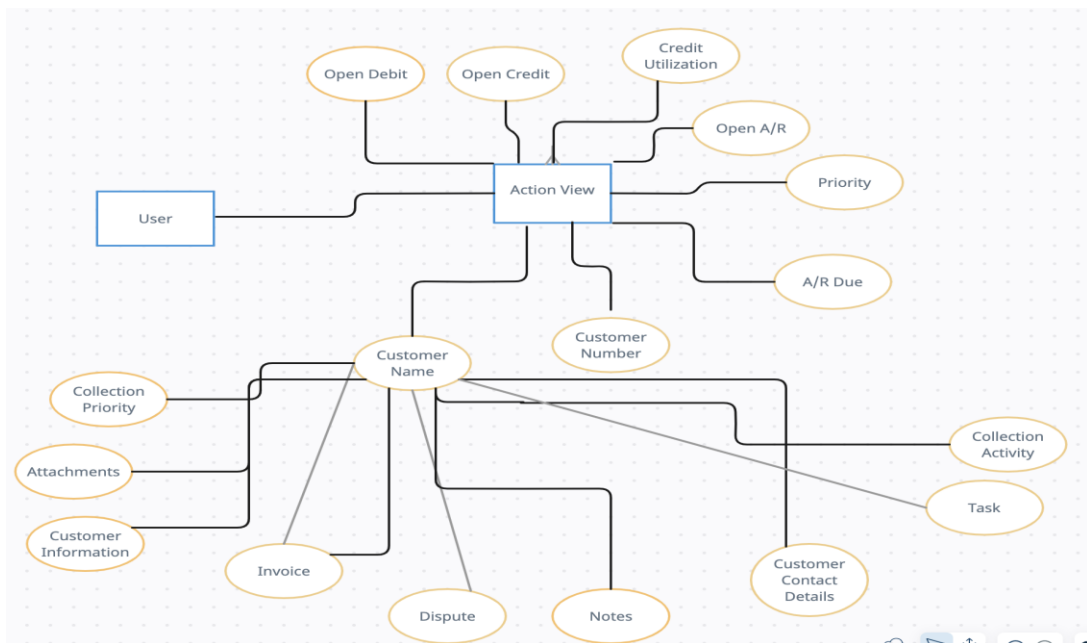 Open Debit
Open Credit
Credit
Utilization
Open A/R
Action View
Priority
User
A/R Due
Customer
Number
Customer
Name
Collection
Priority
Collection
Activity
Attachments
Task
Customer
Information
Invoice
Customer
Contact
Details
Dispute
Notes